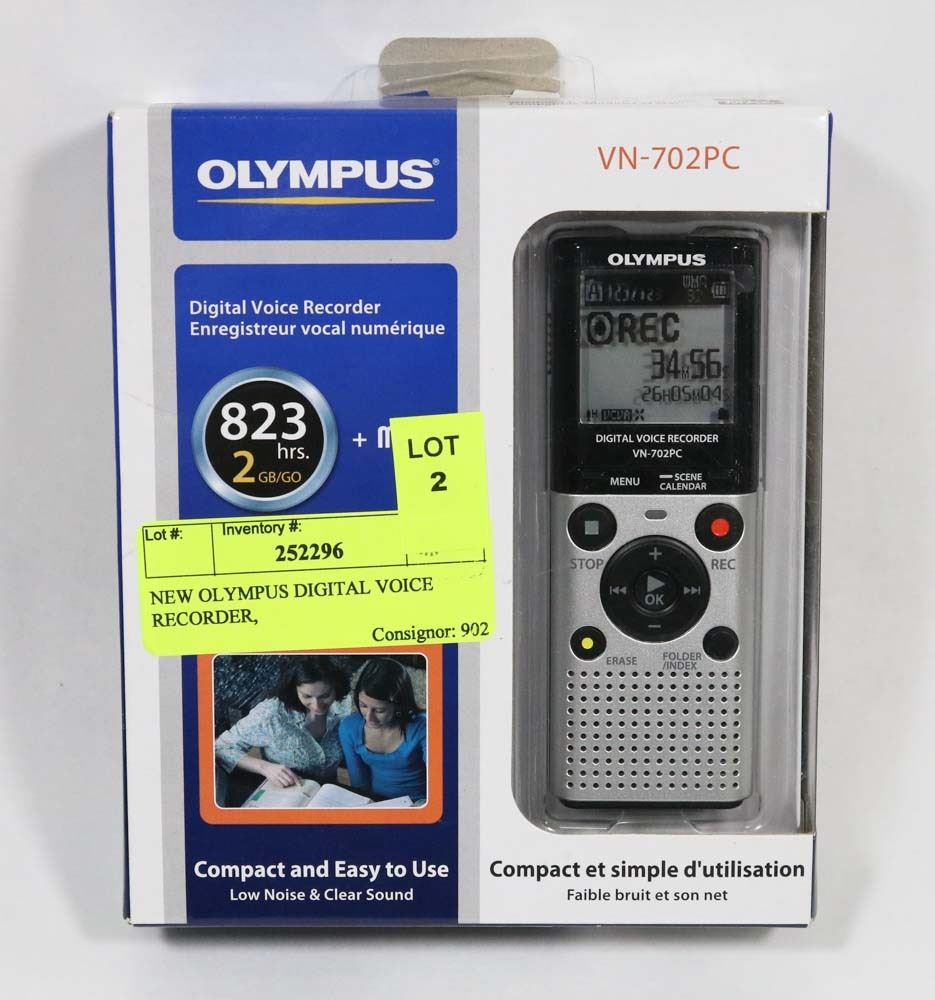 OLYMPUS®
VN-702PC
Digital Voice Recorder
Enregistreur vocal numérique
823
hrs.
2 GB/GO
+
LOT
2
Lot #:
Inventory #:
252296
NEW OLYMPUS DIGITAL VOICE
RECORDER,
Consignor: 902
Compact and Easy to Use
Low Noise & Clear Sound
OLYMPUS
REC
34M56S
26H05M04S
DIGITAL VOICE RECORDER
VN-702PC
MENU
SCENE
CALENDAR
STOP
REC
+
OK
−
ERASE
FOLDER
/INDEX
Compact et simple d'utilisation
Faible bruit et son net